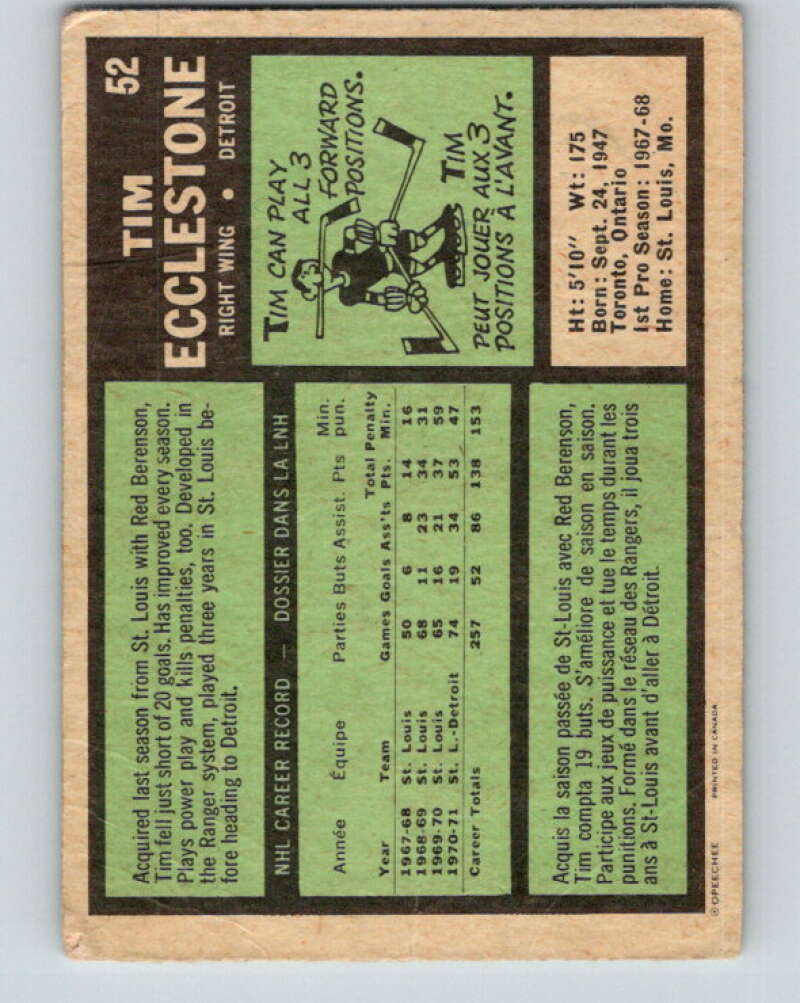 52
TIM
ECCLESTONE
RIGHT WING • DETROIT
Acquired last season from St. Louis with Red Berenson,
Tim fell just short of 20 goals. Has improved every season.
Plays power play and kills penalties, too. Developed in
the Ranger system, played three years in St. Louis be-
fore heading to Detroit.
TIM CAN PLAY
ALL 3
FORWARD
POSITIONS.
TIM
PEUT JOUER AUX 3
POSITIONS À L'AVANT.
NHL CAREER RECORD — DOSSIER DANS LA LNH
Année Équipe Parties Buts Assist. Pts Min. pun.
Year Team Games Goals Ass'ts Total Pts. Penalty Min.
1967-68 St. Louis 50 6 8 14 16
1968-69 St. Louis 68 11 23 34 31
1969-70 St. Louis 65 16 21 37 59
1970-71 St. L.-Detroit 74 19 34 53 47
Career Totals 257 52 86 138 153
Ht: 5'10" Wt: 175
Born: Sept. 24, 1947
Toronto, Ontario
1st Pro Season: 1967-68
Home: St. Louis, Mo.
Acquis la saison passée de St-Louis avec Red Berenson,
Tim compta 19 buts. S'améliore de saison en saison.
Participe aux jeux de puissance et tue le temps durant les
punitions. Formé dans le réseau des Rangers, il joua trois
ans à St-Louis avant d'aller à Détroit.
© OPEECHEE PRINTED IN CANADA